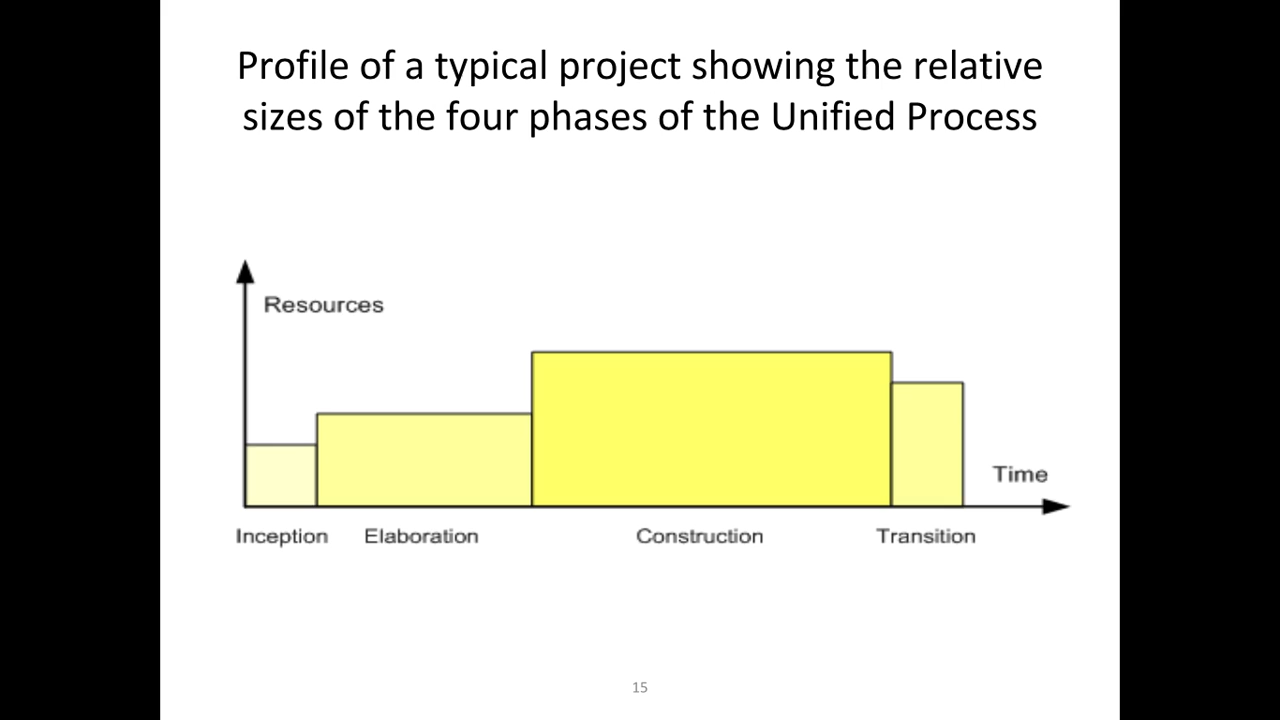 Profile of a typical project showing the relative
sizes of the four phases of the Unified Process
Resources
Time
Inception Elaboration Construction Transition
15